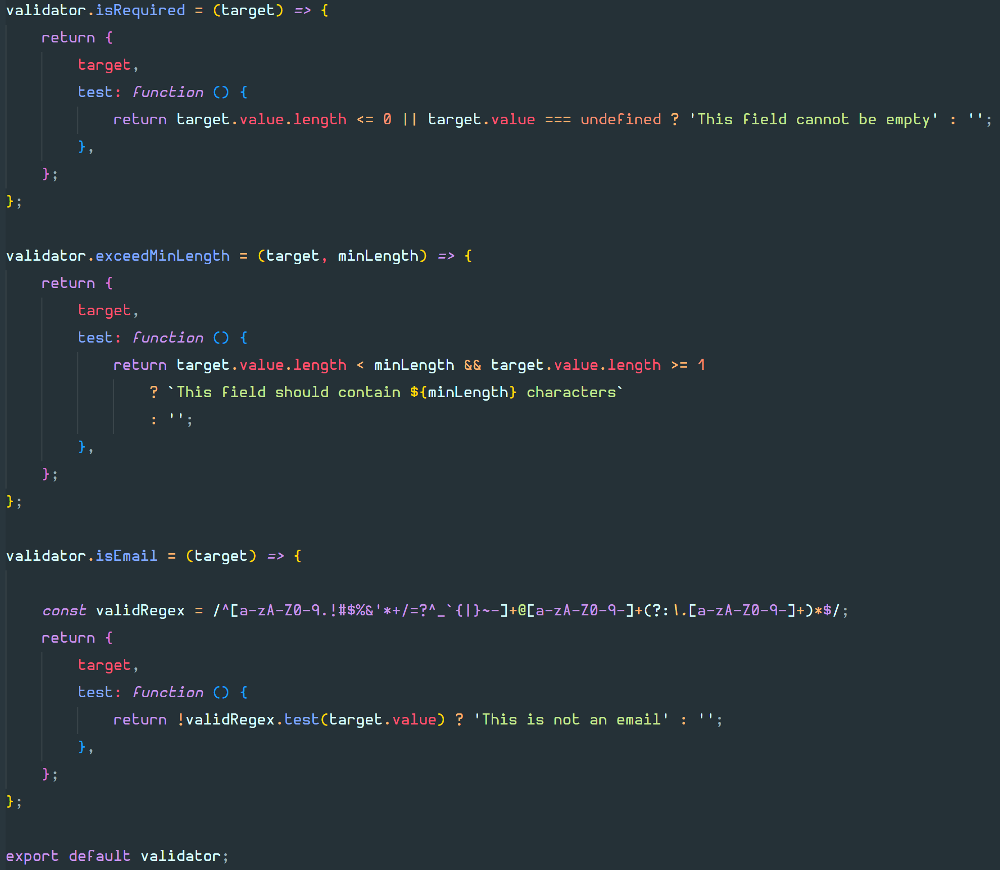 validator.isRequired = (target) => {
    return {
        target,
        test: function () {
            return target.value.length <= 0 || target.value === undefined ? 'This field cannot be empty' : '';
        },
    };
};

validator.exceedMinLength = (target, minLength) => {
    return {
        target,
        test: function () {
            return target.value.length < minLength && target.value.length >= 1
                ? `This field should contain ${minLength} characters`
                : '';
        },
    };
};

validator.isEmail = (target) => {

    const validRegex = /^[a-zA-Z0-9.!#$%&'*+/=?^_`{|}~-]+@[a-zA-Z0-9-]+(?:\.[a-zA-Z0-9-]+)*$/;
    return {
        target,
        test: function () {
            return !validRegex.test(target.value) ? 'This is not an email' : '';
        },
    };
};

export default validator;